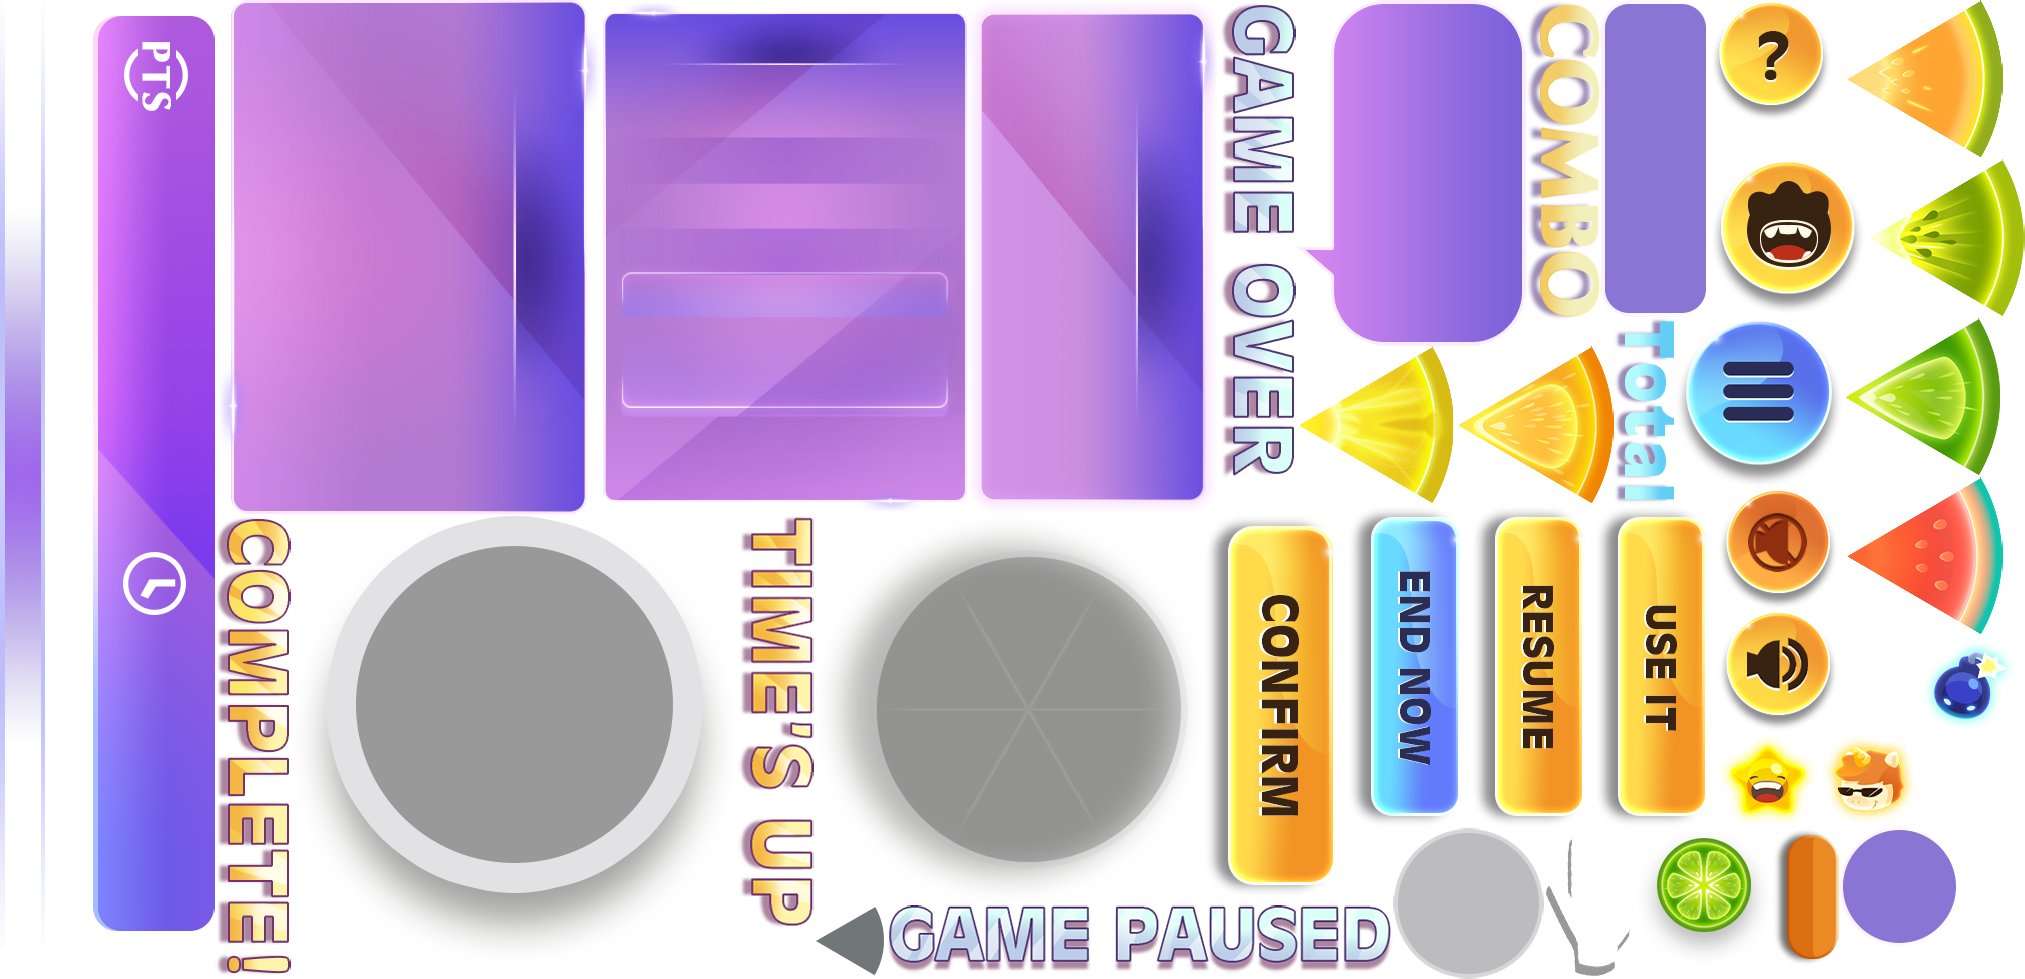 PTS
GAME OVER
COMBO
?
Total
COMPLETE!
TIME'S UP
CONFIRM
END NOW
RESUME
USE IT
GAME PAUSED